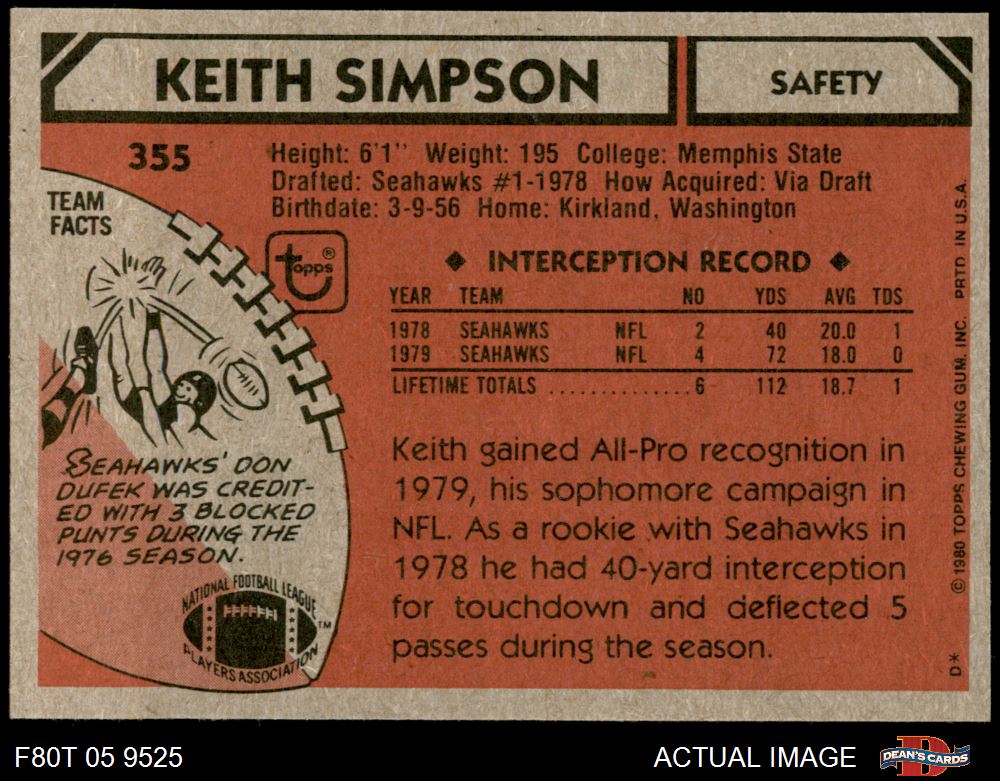 KEITH SIMPSON
SAFETY
355
Height: 6'1" Weight: 195 College: Memphis State
Drafted: Seahawks #1-1978 How Acquired: Via Draft
Birthdate: 3-9-56 Home: Kirkland, Washington
TEAM
FACTS
topps®
◆ INTERCEPTION RECORD ◆
YEAR TEAM NO YDS AVG TDS
1978 SEAHAWKS NFL 2 40 20.0 1
1979 SEAHAWKS NFL 4 72 18.0 0
LIFETIME TOTALS .............. 6 112 18.7 1
SEAHAWKS' DON
DUFEK WAS CREDIT-
ED WITH 3 BLOCKED
PUNTS DURING THE
1976 SEASON.
Keith gained All-Pro recognition in
1979, his sophomore campaign in
NFL. As a rookie with Seahawks in
1978 he had 40-yard interception
for touchdown and deflected 5
passes during the season.
NATIONAL FOOTBALL LEAGUE
PLAYERS ASSOCIATION
TM
© 1980 TOPPS CHEWING GUM, INC. PRTD. IN U.S.A.
D*
F80T 05 9525
ACTUAL IMAGE
DEAN'S CARDS